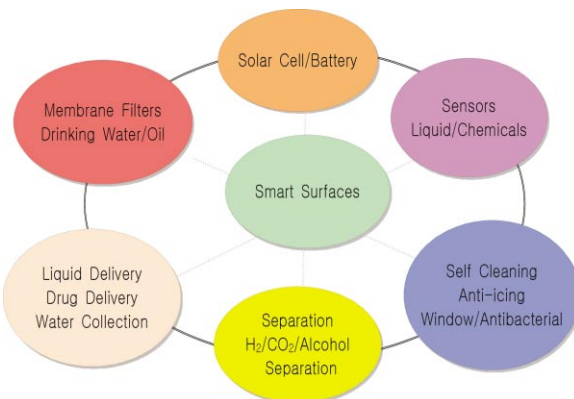 Solar Cell/Battery
Membrane Filters
Drinking Water/Oil
Sensors
Liquid/Chemicals
Smart Surfaces
Liquid Delivery
Drug Delivery
Water Collection
Self Cleaning
Anti-icing
Window/Antibacterial
Separation
H₂/CO₂/Alcohol
Separation